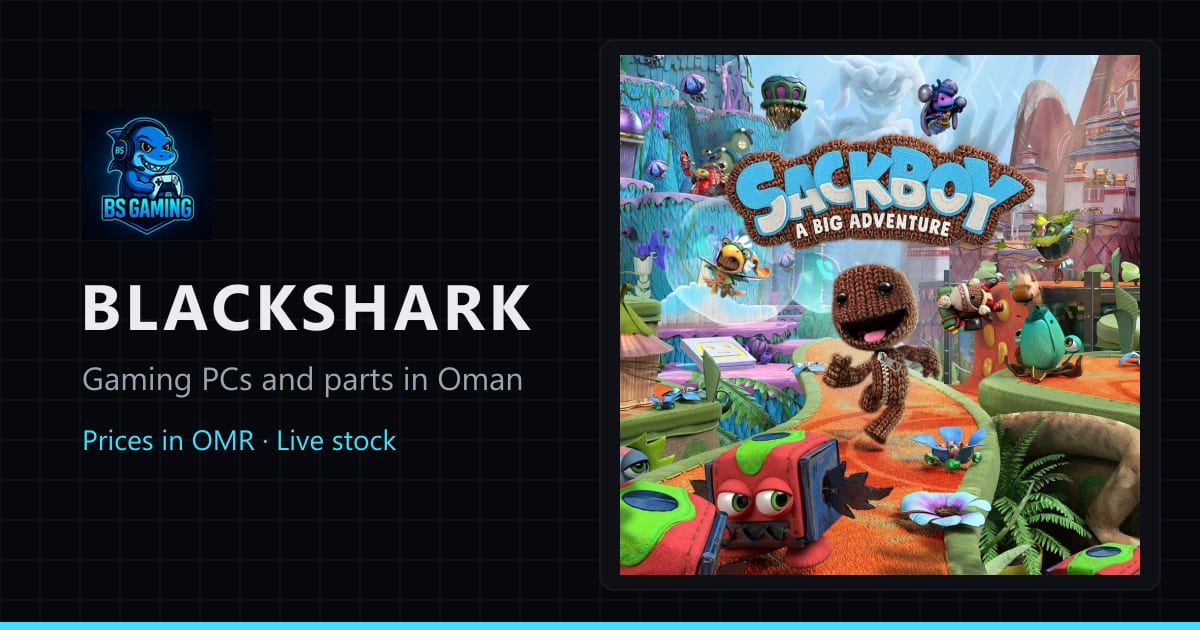 BS
BS GAMING
BLACKSHARK
Gaming PCs and parts in Oman
Prices in OMR · Live stock
SACKBOY
A BIG ADVENTURE